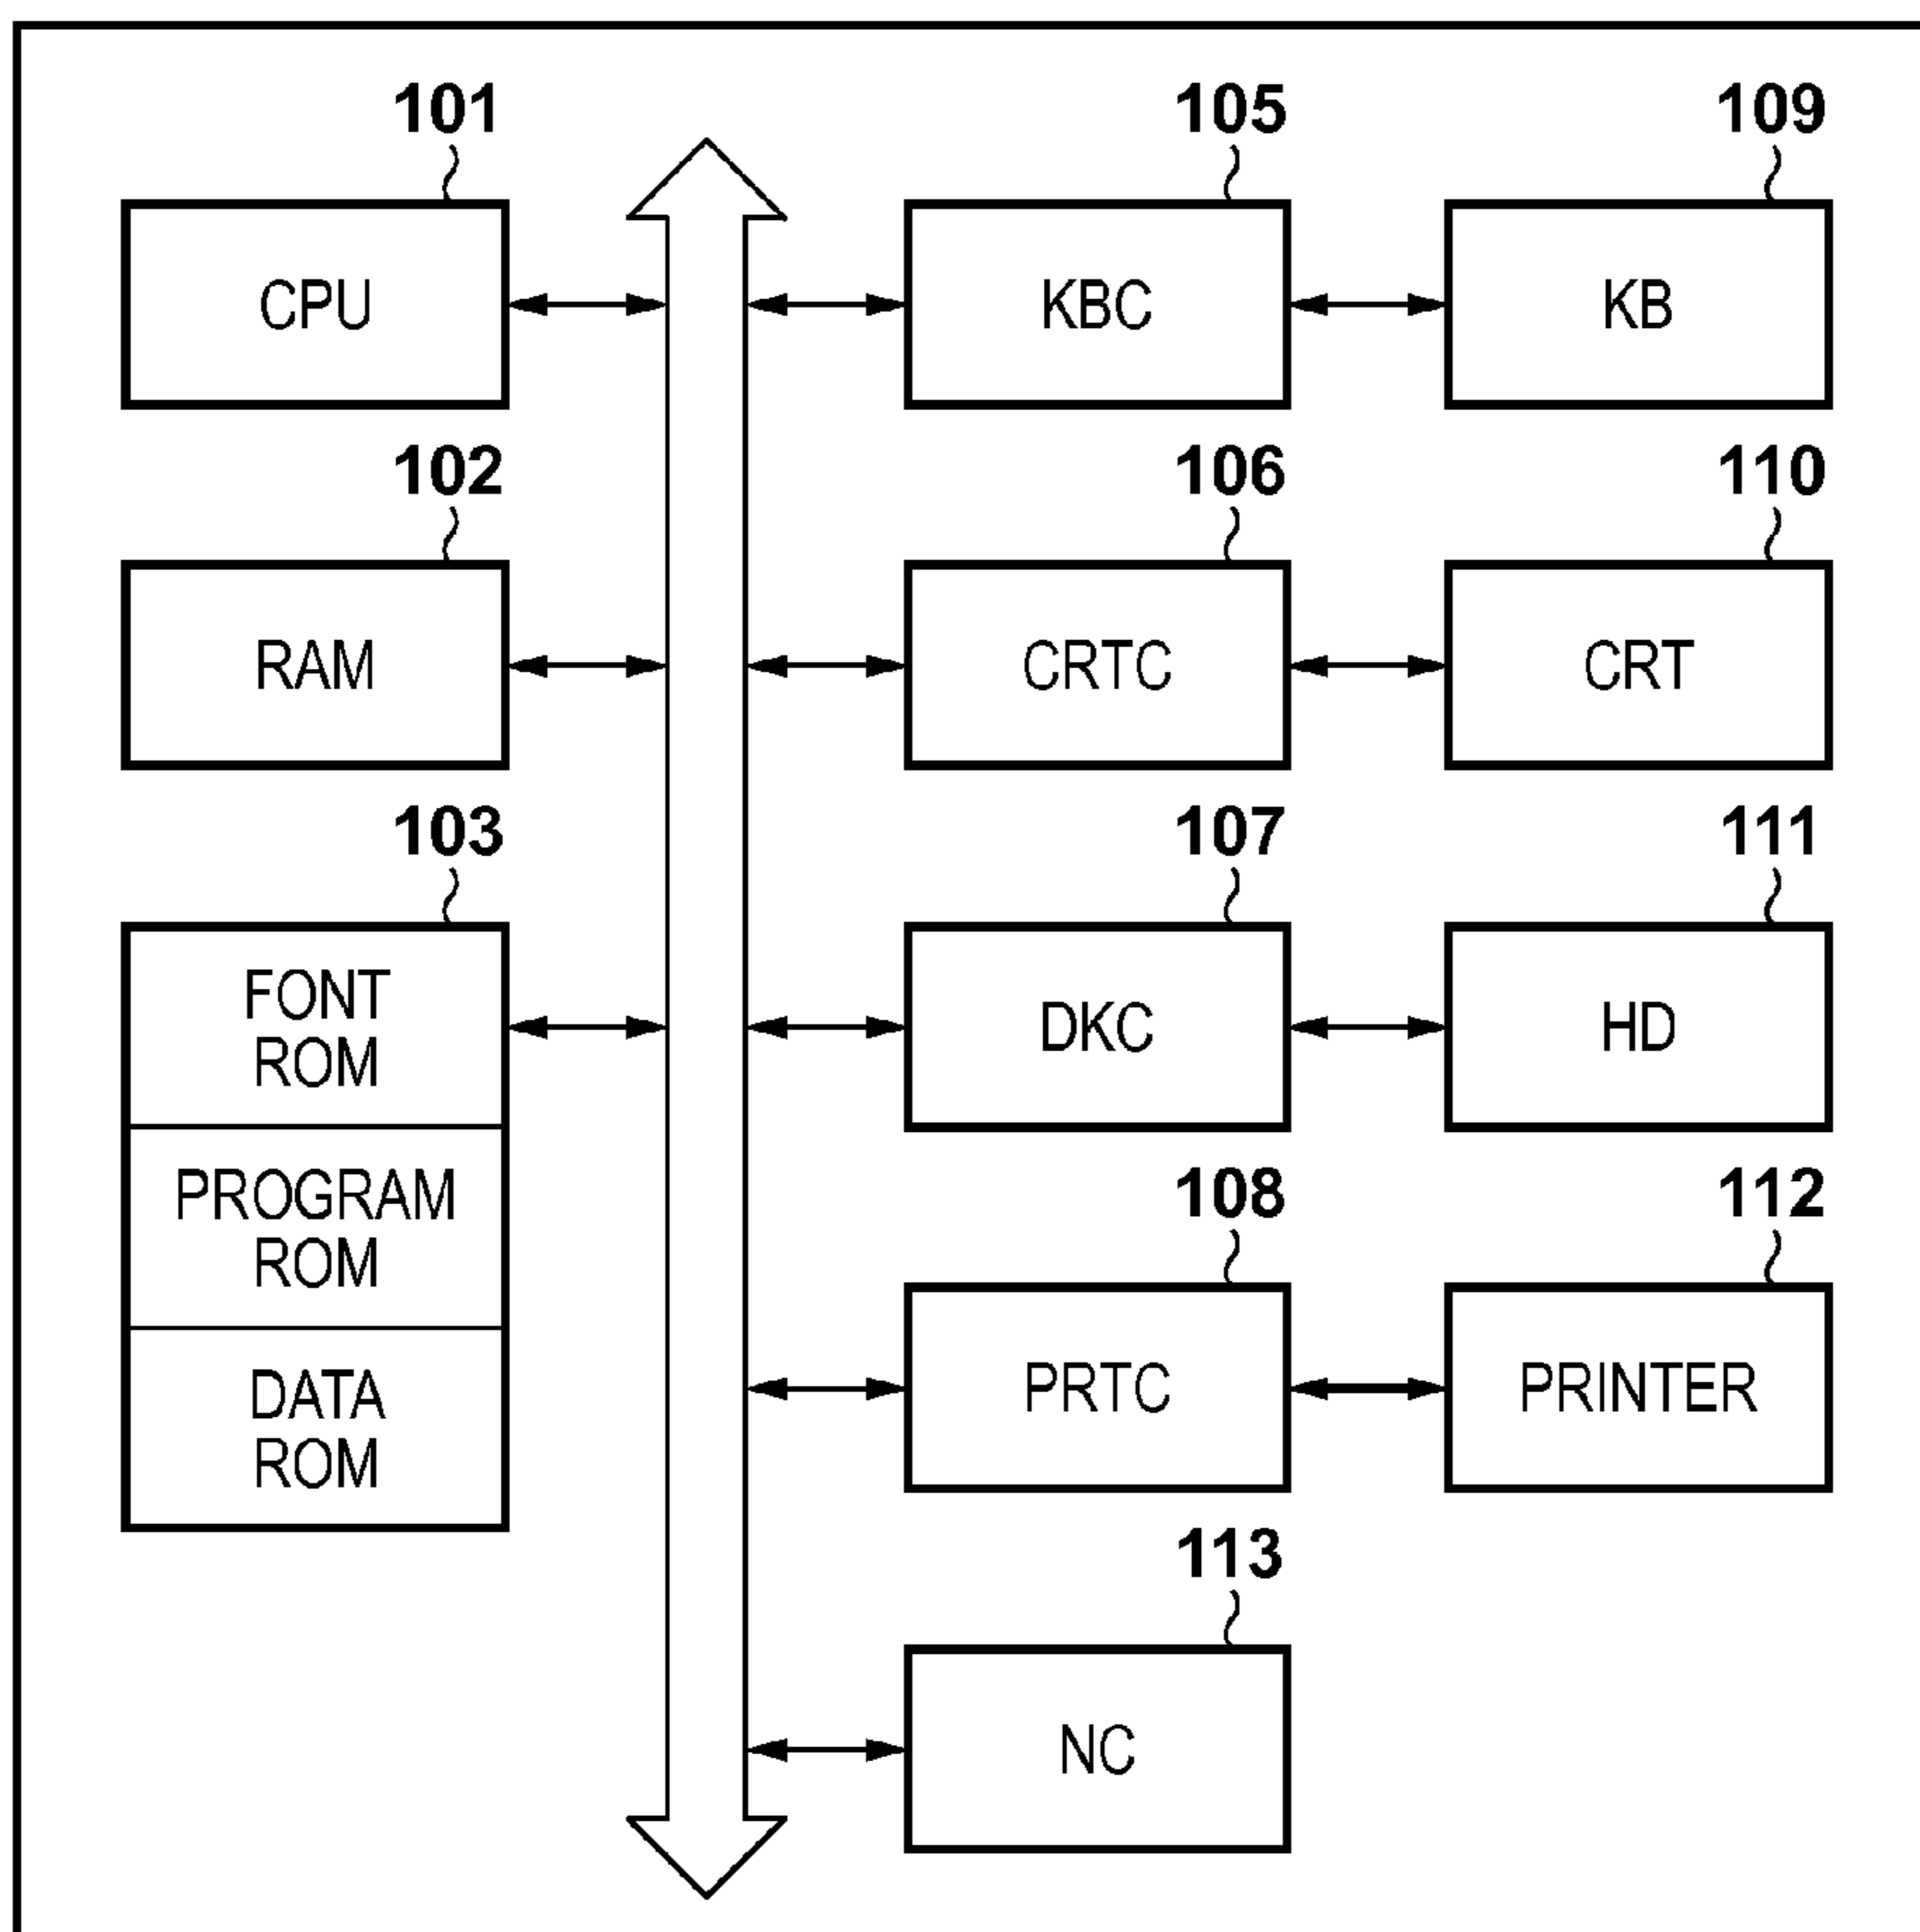 101
105
109
CPU
KBC
KB
102
106
110
RAM
CRTC
CRT
103
107
111
FONT
ROM
DKC
HD
PROGRAM
ROM
108
112
DATA
ROM
PRTC
PRINTER
113
NC